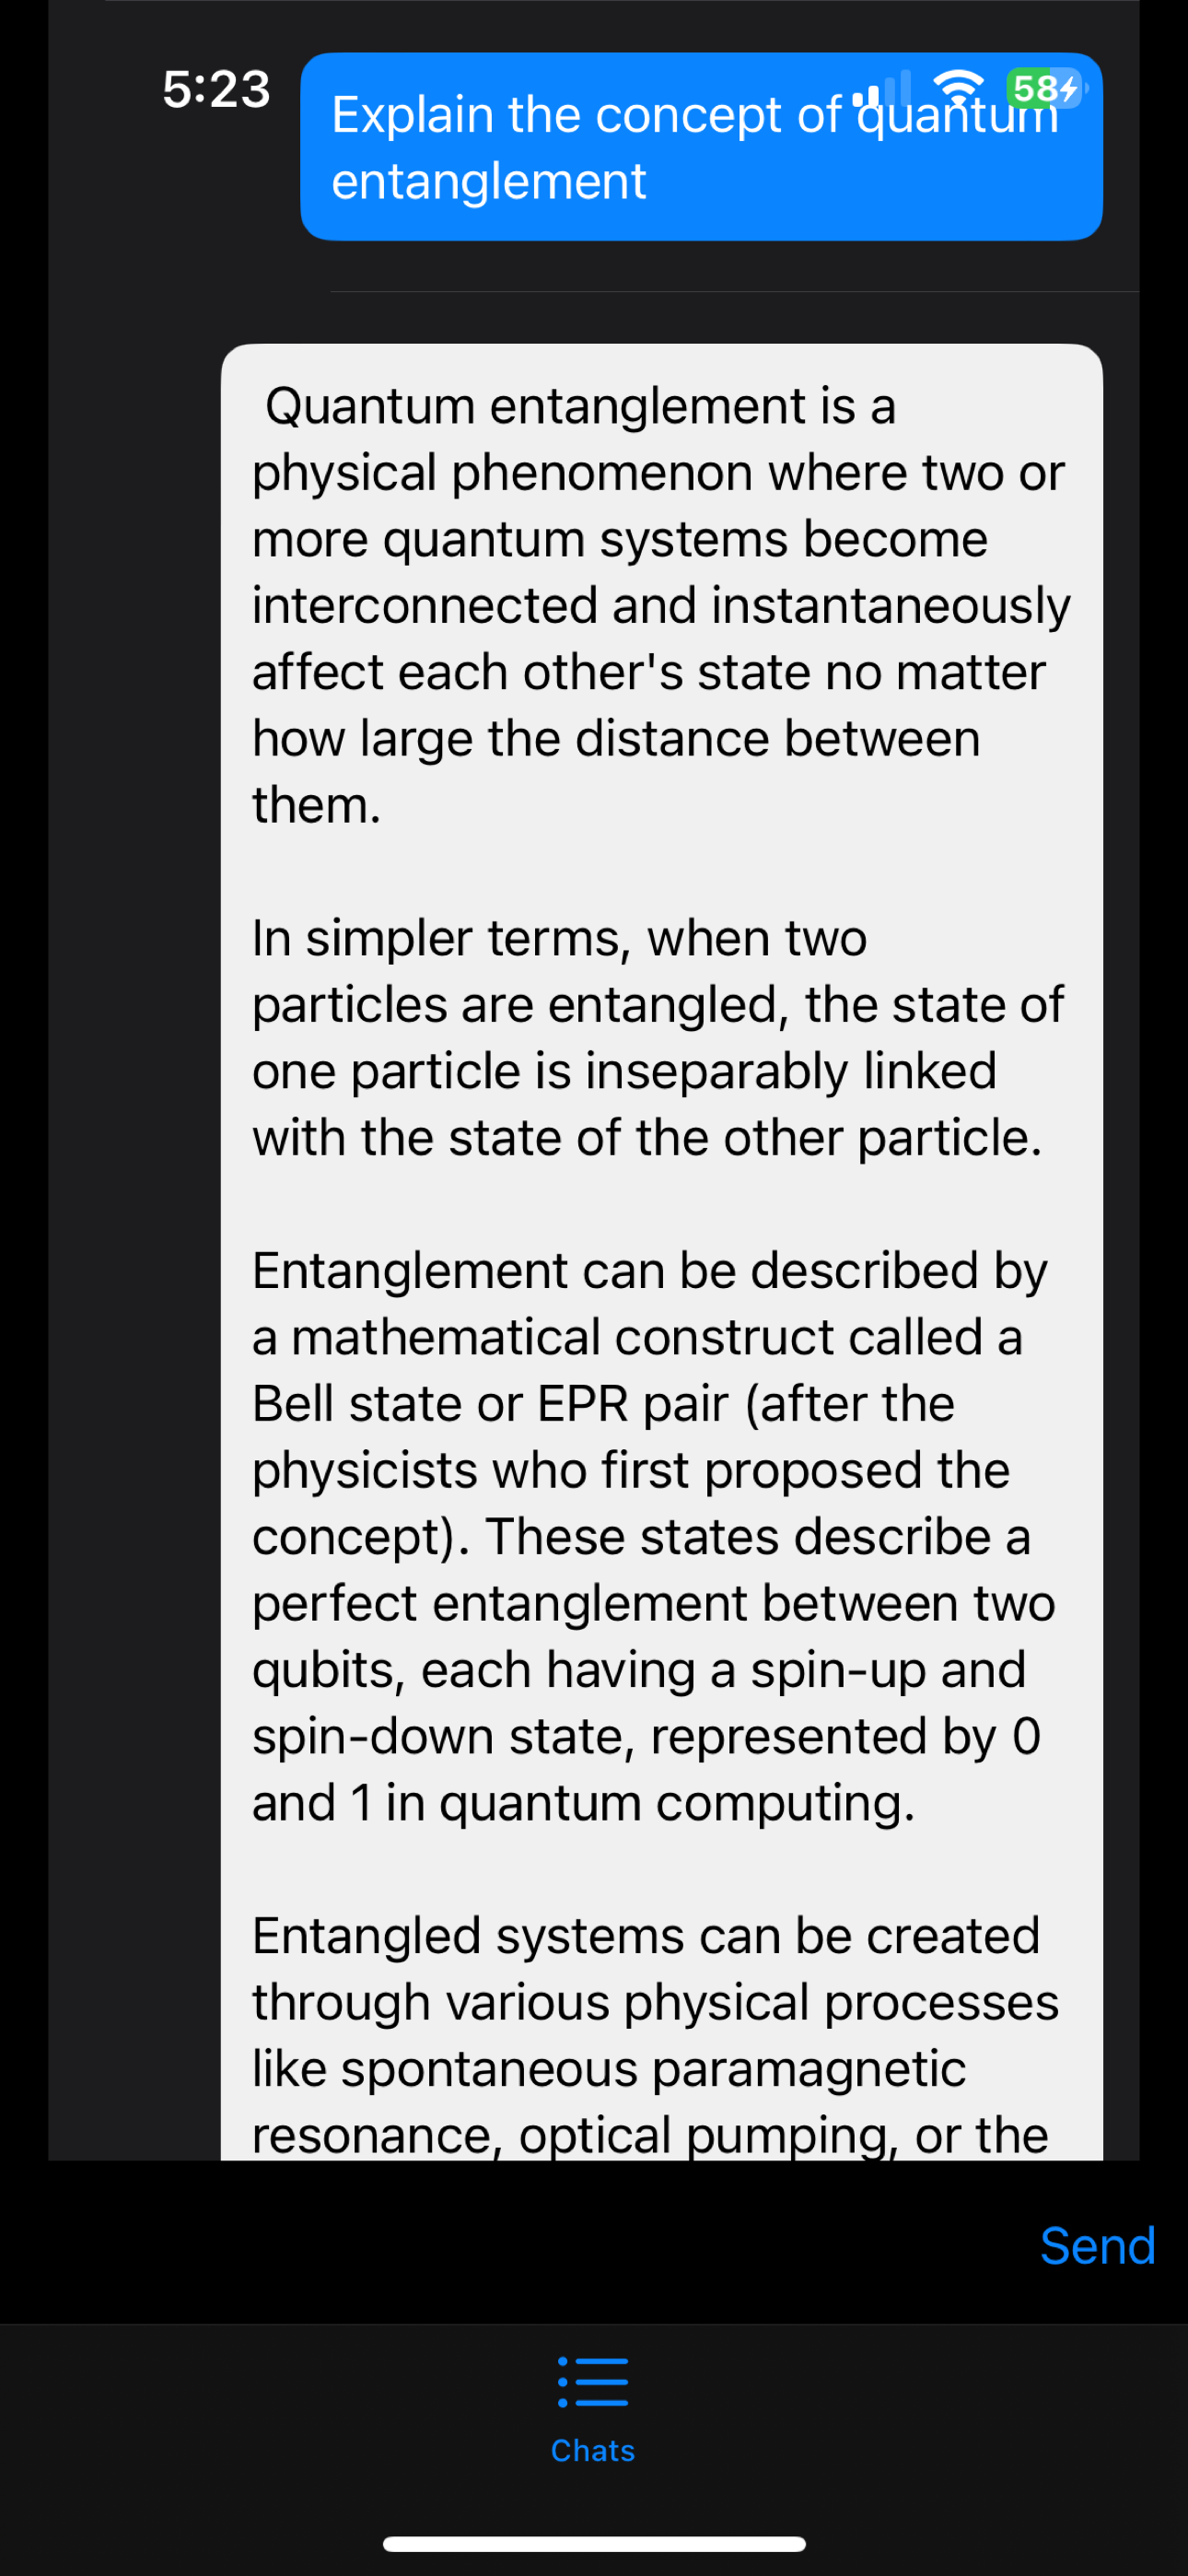 5:23
58
Explain the concept of quantum
entanglement
Quantum entanglement is a
physical phenomenon where two or
more quantum systems become
interconnected and instantaneously
affect each other's state no matter
how large the distance between
them.
In simpler terms, when two
particles are entangled, the state of
one particle is inseparably linked
with the state of the other particle.
Entanglement can be described by
a mathematical construct called a
Bell state or EPR pair (after the
physicists who first proposed the
concept). These states describe a
perfect entanglement between two
qubits, each having a spin-up and
spin-down state, represented by 0
and 1 in quantum computing.
Entangled systems can be created
through various physical processes
like spontaneous paramagnetic
resonance, optical pumping, or the
Send
Chats